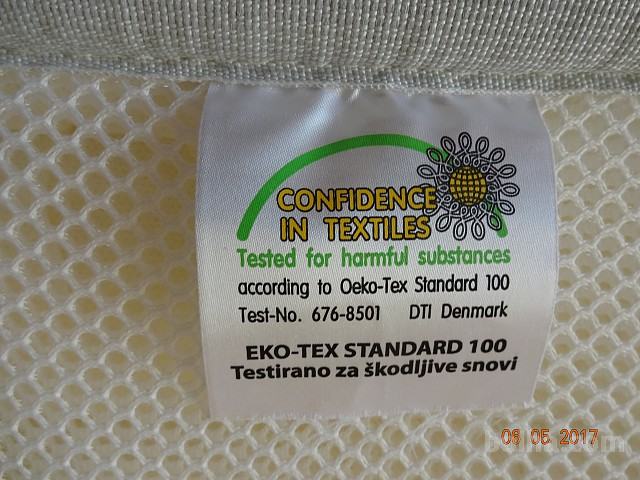 CONFIDENCE
IN TEXTILES
Tested for harmful substances
according to Oeko-Tex Standard 100
Test-No. 676-8501 DTI Denmark
EKO-TEX STANDARD 100
Testirano za škodljive snovi
06 05 2017